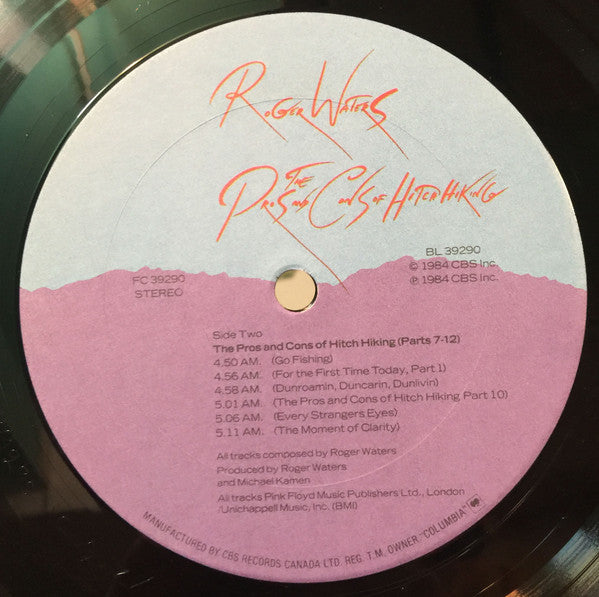 Roger Waters
The
Pros and Cons of Hitch Hiking
BL 39290
© 1984 CBS Inc.
℗ 1984 CBS Inc.
FC 39290
STEREO
Side Two
The Pros and Cons of Hitch Hiking (Parts 7-12)
4.50 AM. (Go Fishing)
4.56 AM. (For the First Time Today, Part 1)
4.58 AM. (Dunroamin, Duncarin, Dunlivin)
5.01 AM. (The Pros and Cons of Hitch Hiking Part 10)
5.06 AM. (Every Strangers Eyes)
5.11 AM. (The Moment of Clarity)
All tracks composed by Roger Waters
Produced by Roger Waters
and Michael Kamen
All tracks Pink Floyd Music Publishers Ltd., London
/Unichappell Music, Inc. (BMI)
MANUFACTURED BY CBS RECORDS CANADA LTD. REG. T.M. OWNER "COLUMBIA"